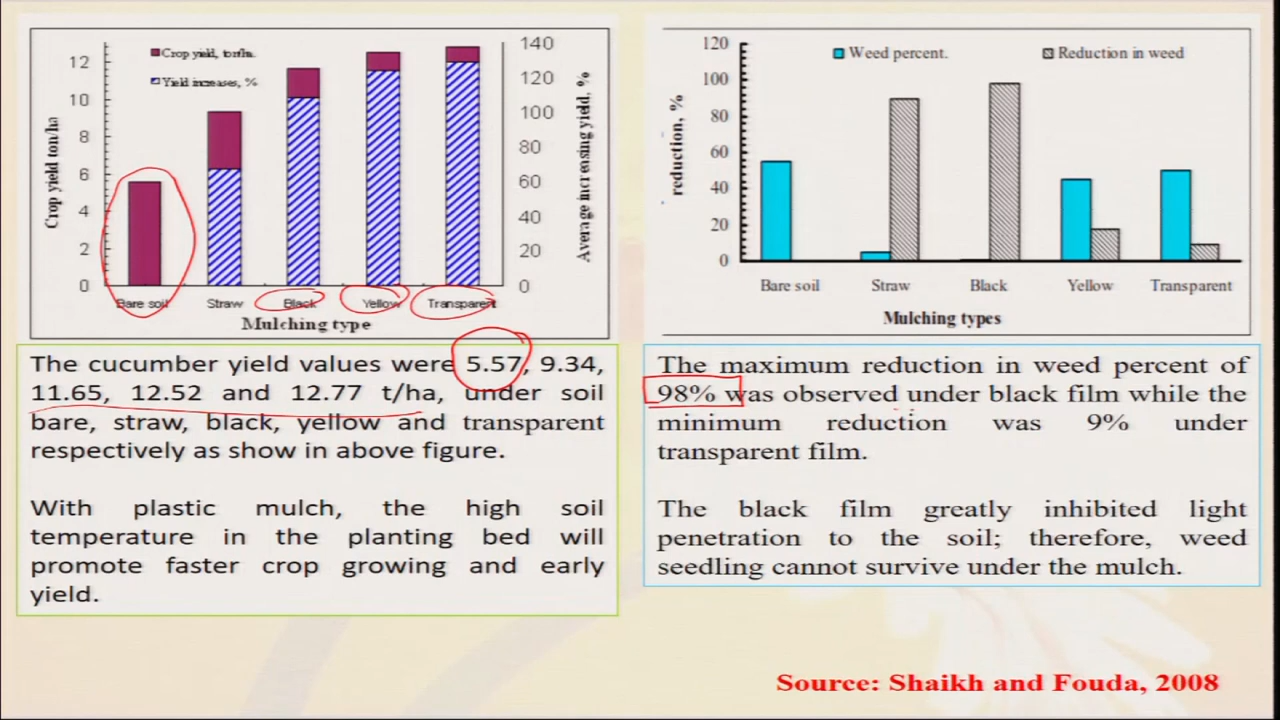 Crop yield, ton/ha.
Yield increases, %
12
10
8
6
4
2
0
140
120
100
80
60
40
20
0
Crop yield ton/ha
Average increasing yield, %
Bare soil Straw Black Yellow Transparent
Mulching type
The cucumber yield values were 5.57, 9.34,
11.65, 12.52 and 12.77 t/ha, under soil
bare, straw, black, yellow and transparent
respectively as show in above figure.
With plastic mulch, the high soil
temperature in the planting bed will
promote faster crop growing and early
yield.
Weed percent. Reduction in weed
120
100
80
60
40
20
0
reduction, %
Bare soil Straw Black Yellow Transparent
Mulching types
The maximum reduction in weed percent of
98% was observed under black film while the
minimum reduction was 9% under
transparent film.
The black film greatly inhibited light
penetration to the soil; therefore, weed
seedling cannot survive under the mulch.
Source: Shaikh and Fouda, 2008